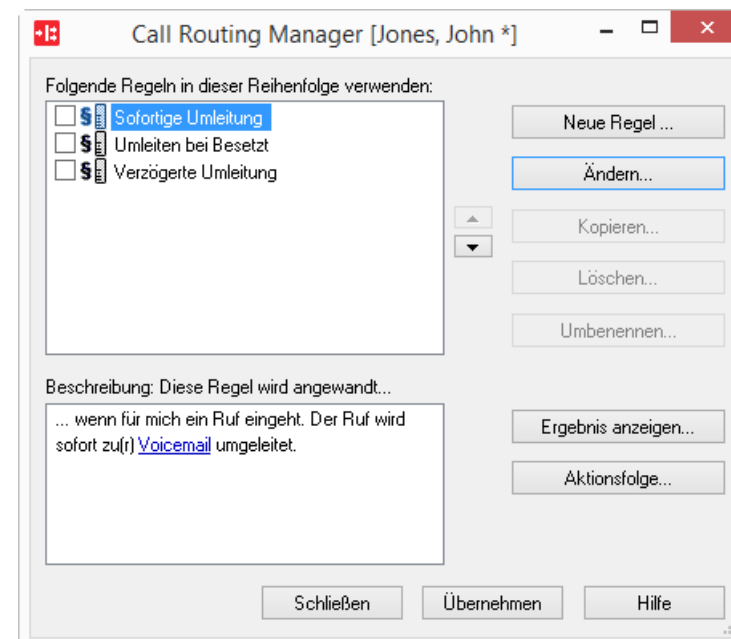 Call Routing Manager [Jones, John *]
Folgende Regeln in dieser Reihenfolge verwenden:
Sofortige Umleitung
Umleiten bei Besetzt
Verzögerte Umleitung
Neue Regel ...
Ändern...
Kopieren...
Löschen...
Umbenennen...
Beschreibung: Diese Regel wird angewandt...
... wenn für mich ein Ruf eingeht. Der Ruf wird
sofort zu(r) Voicemail umgeleitet.
Ergebnis anzeigen...
Aktionsfolge...
Schließen
Übernehmen
Hilfe